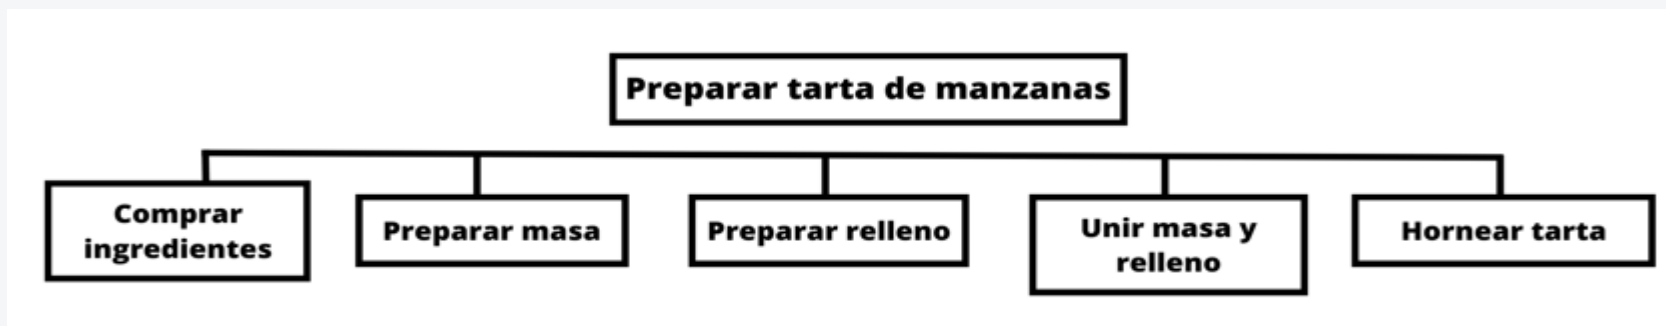 Preparar tarta de manzanas
Comprar
ingredientes
Preparar masa
Preparar relleno
Unir masa y
relleno
Hornear tarta